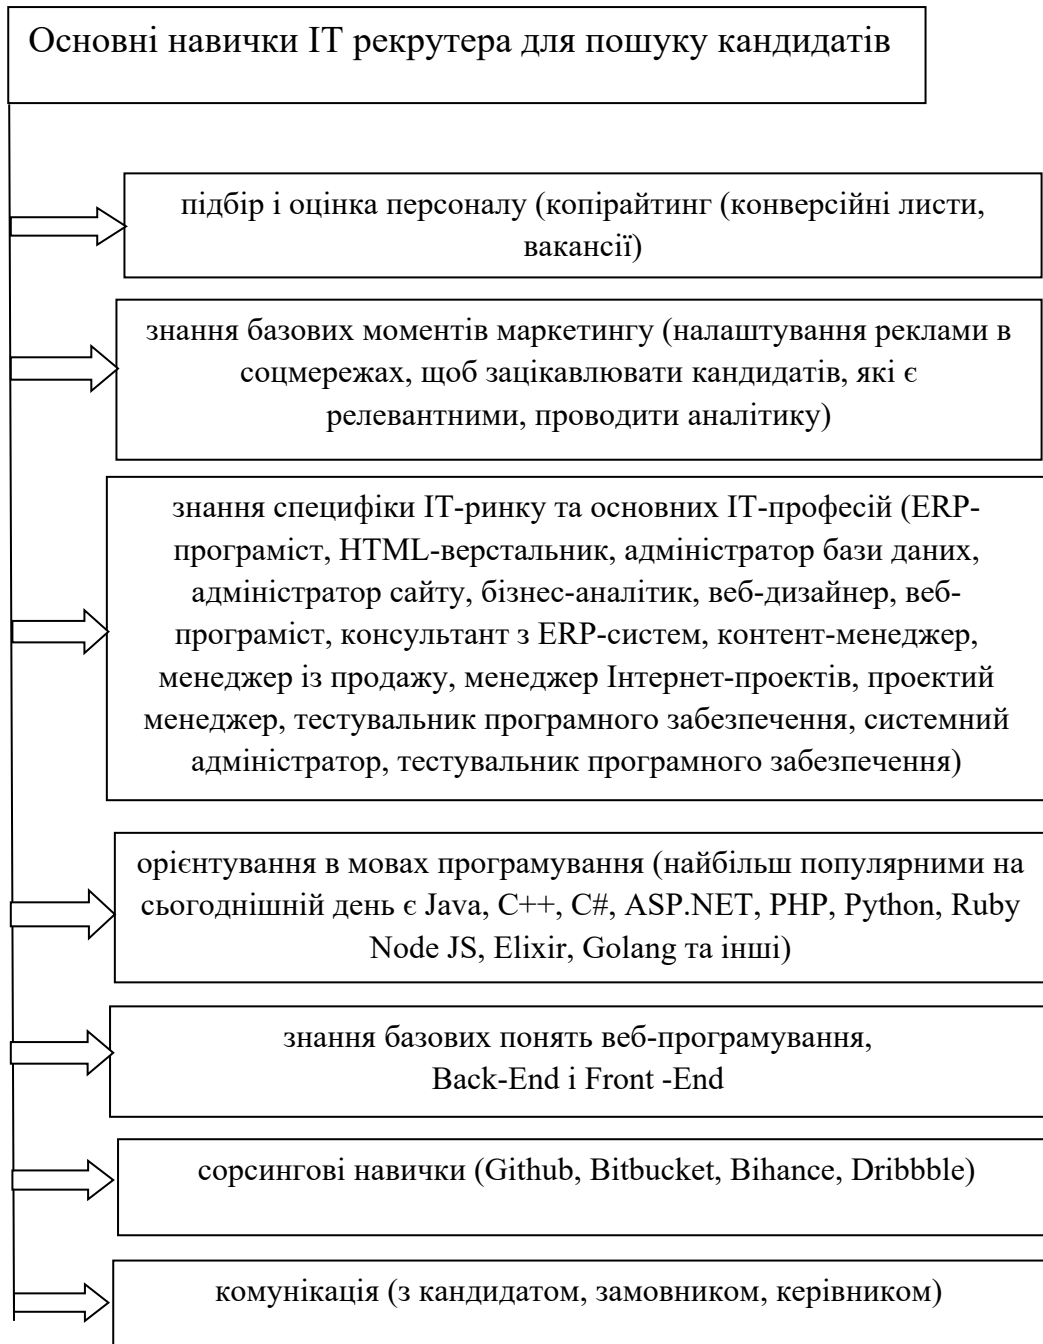 Основні навички ІТ рекрутера для пошуку кандидатів
підбір і оцінка персоналу (копірайтинг (конверсійні листи,
вакансії)
знання базових моментів маркетингу (налаштування реклами в
соцмережах, щоб зацікавлювати кандидатів, які є
релевантними, проводити аналітику)
знання специфіки ІТ-ринку та основних ІТ-професій (ERP-
програміст, HTML-верстальник, адміністратор бази даних,
адміністратор сайту, бізнес-аналітик, веб-дизайнер, веб-
програміст, консультант з ERP-систем, контент-менеджер,
менеджер із продажу, менеджер Інтернет-проектів, проектий
менеджер, тестувальник програмного забезпечення, системний
адміністратор, тестувальник програмного забезпечення)
орієнтування в мовах програмування (найбільш популярними на
сьогоднішній день є Java, C++, C#, ASP.NET, PHP, Python, Ruby
Node JS, Elixir, Golang та інші)
знання базових понять веб-програмування,
Back-End і Front -End
сорсингові навички (Github, Bitbucket, Bihance, Dribbble)
комунікація (з кандидатом, замовником, керівником)